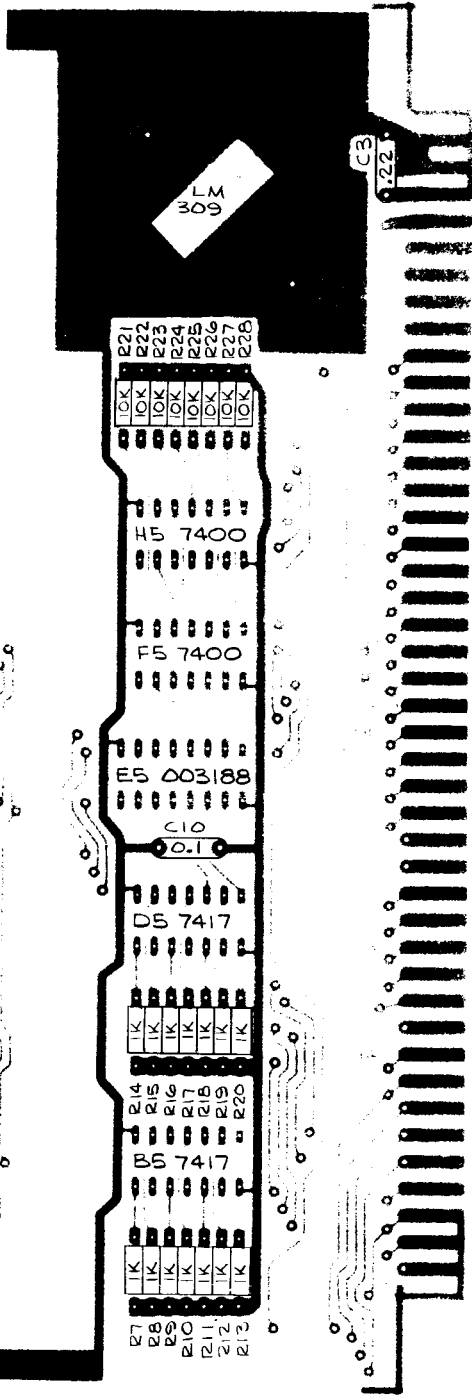 LM
309
C3
.22
R21
R22
R23
R24
R25
R26
R27
R28
10K
10K
10K
10K
10K
10K
10K
10K
H5 7400
F5 7400
E5 003188
C10
0.1
D5 7417
1K
1K
1K
1K
1K
1K
1K
R14
R15
R16
R17
R18
R19
R20
B5 7417
1K
1K
1K
1K
1K
1K
1K
R7
R8
R9
R10
R11
R12
R13